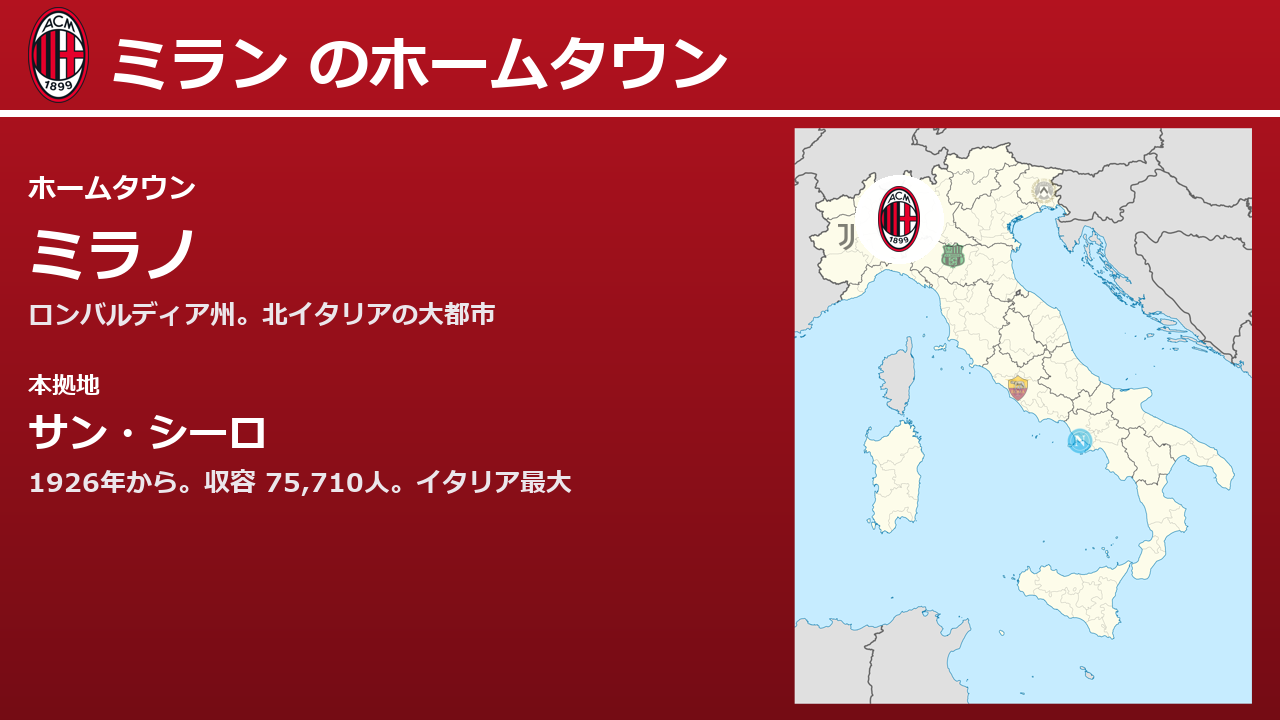 ACM
1899
ミラン のホームタウン
ホームタウン
ミラノ
ロンバルディア州。北イタリアの大都市
本拠地
サン・シーロ
1926年から。収容 75,710人。イタリア最大
ACM
1899